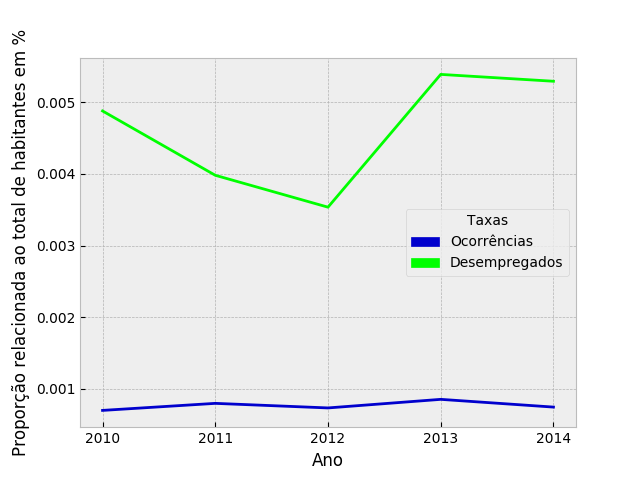 Proporção relacionada ao total de habitantes em %
0.005
0.004
0.003
0.002
0.001
Taxas
Ocorrências
Desempregados
2010 2011 2012 2013 2014
Ano